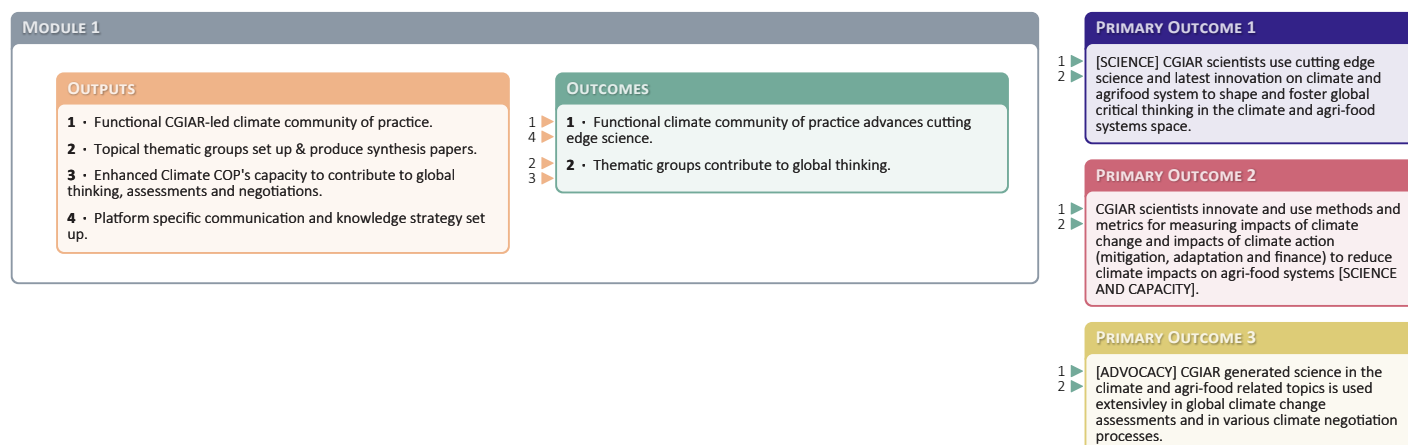 MODULE 1
OUTPUTS
1 · Functional CGIAR-led climate community of practice.
2 · Topical thematic groups set up & produce synthesis papers.
3 · Enhanced Climate COP's capacity to contribute to global
thinking, assessments and negotiations.
4 · Platform specific communication and knowledge strategy set
up.
1
4
2
3
OUTCOMES
1 · Functional climate community of practice advances cutting
edge science.
2 · Thematic groups contribute to global thinking.
1
2
PRIMARY OUTCOME 1
[SCIENCE] CGIAR scientists use cutting edge
science and latest innovation on climate and
agrifood system to shape and foster global
critical thinking in the climate and agri-food
systems space.
1
2
PRIMARY OUTCOME 2
CGIAR scientists innovate and use methods and
metrics for measuring impacts of climate
change and impacts of climate action
(mitigation, adaptation and finance) to reduce
climate impacts on agri-food systems [SCIENCE
AND CAPACITY].
1
2
PRIMARY OUTCOME 3
[ADVOCACY] CGIAR generated science in the
climate and agri-food related topics is used
extensivley in global climate change
assessments and in various climate negotiation
processes.